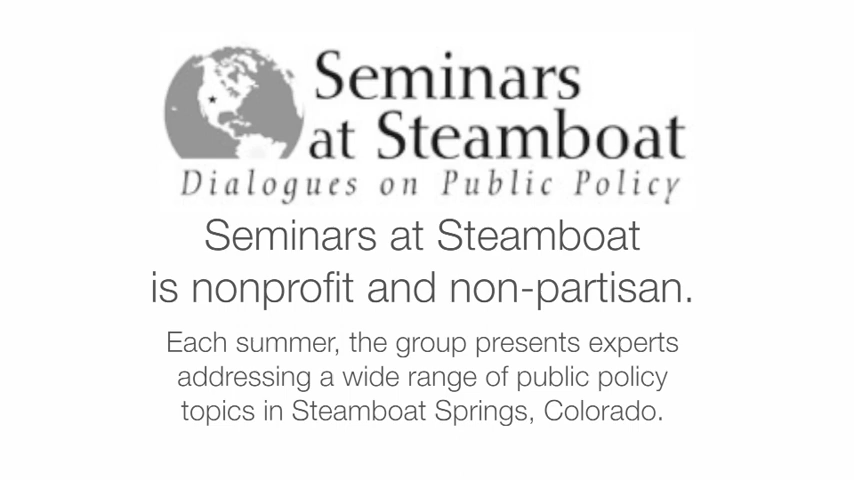 Seminars
at Steamboat
Dialogues on Public Policy
Seminars at Steamboat
is nonprofit and non-partisan.
Each summer, the group presents experts
addressing a wide range of public policy
topics in Steamboat Springs, Colorado.